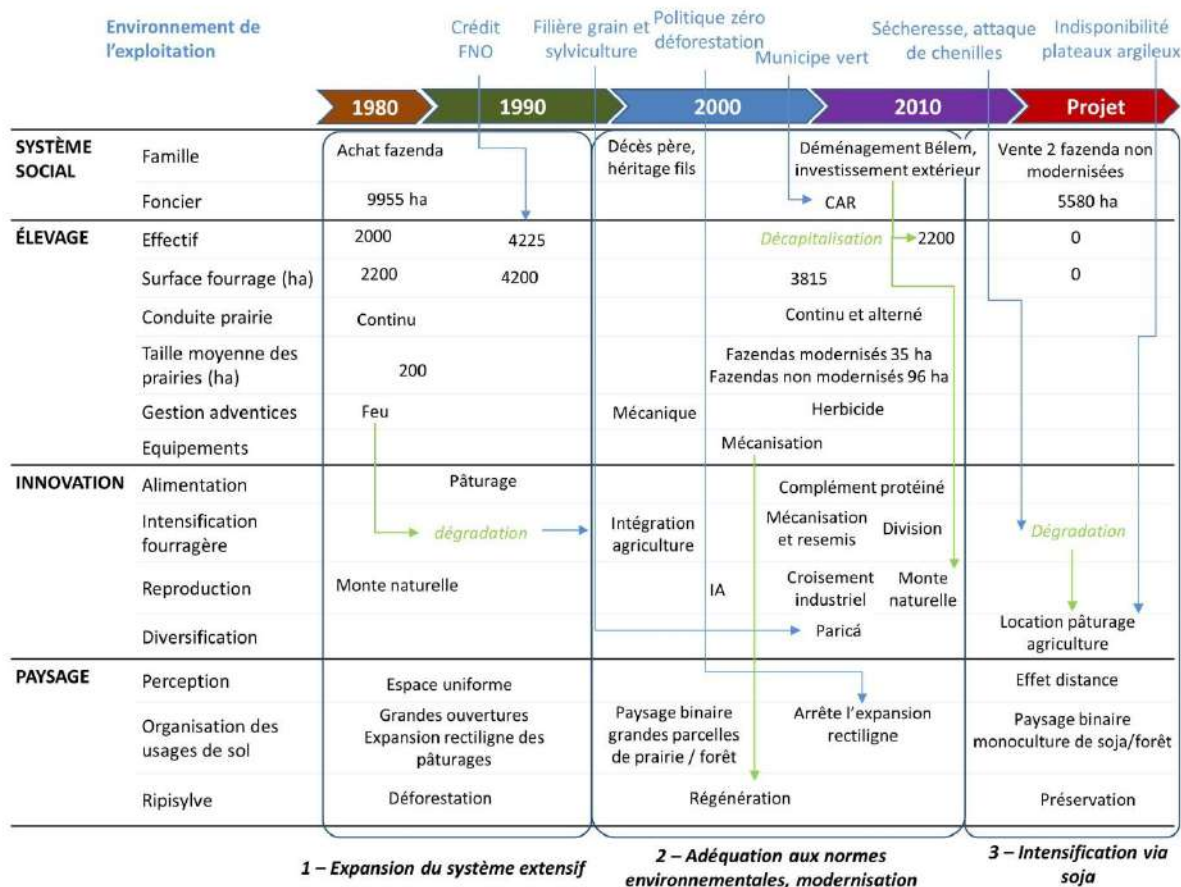 Environnement de
l'exploitation
Crédit
FNO
Filière grain et
sylviculture
Politique zéro
déforestation
Municipe vert
Sécheresse, attaque
de chenilles
Indisponibilité
plateaux argileux
1980
1990
2000
2010
Projet
SYSTÈME
SOCIAL
Famille
Achat fazenda
Décès père,
héritage fils
Déménagement Bélem,
investissement extérieur
Vente 2 fazenda non
modernisées
Foncier
9955 ha
CAR
5580 ha
ÉLEVAGE
Effectif
2000
4225
Décapitalisation
2200
0
Surface fourrage (ha)
2200
4200
3815
0
Conduite prairie
Continu
Continu et alterné
Taille moyenne des
prairies (ha)
200
Fazendas modernisés 35 ha
Fazendas non modernisés 96 ha
Gestion adventices
Feu
Mécanique
Herbicide
Equipements
Mécanisation
INNOVATION
Alimentation
Pâturage
Complément protéiné
Intensification
fourragère
dégradation
Intégration
agriculture
Mécanisation
et resemis
Division
Dégradation
Reproduction
Monte naturelle
IA
Croisement
industriel
Monte
naturelle
Diversification
Paricá
Location pâturage
agriculture
PAYSAGE
Perception
Espace uniforme
Effet distance
Organisation des
usages de sol
Grandes ouvertures
Expansion rectiligne des
pâturages
Paysage binaire
grandes parcelles
de prairie / forêt
Arrête l'expansion
rectiligne
Paysage binaire
monoculture de soja/forêt
Ripisylve
Déforestation
Régénération
Préservation
1 – Expansion du système extensif
2 – Adéquation aux normes
environnementales, modernisation
3 – Intensification via
soja